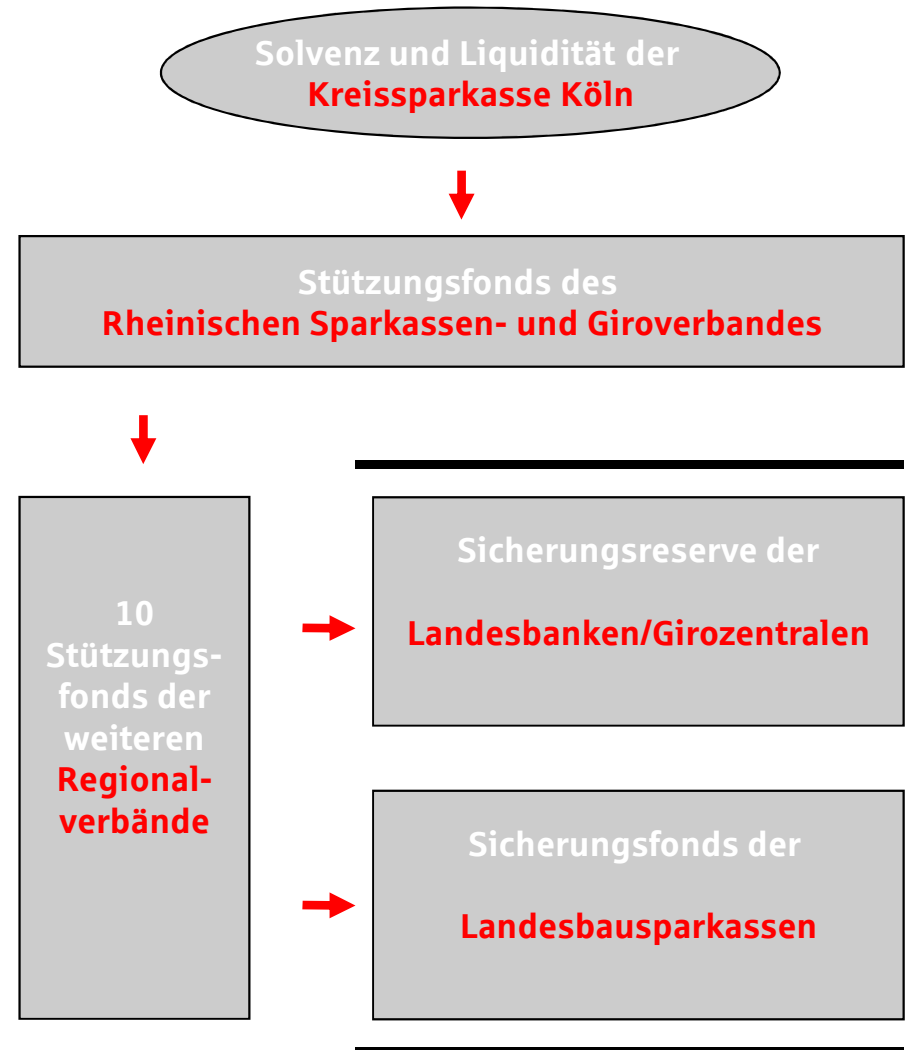 Solvenz und Liquidität der
Kreissparkasse Köln
Stützungsfonds des
Rheinischen Sparkassen- und Giroverbandes
10
Stützungs-
fonds der
weiteren
Regional-
verbände
Sicherungsreserve der
Landesbanken/Girozentralen
Sicherungsfonds der
Landesbausparkassen